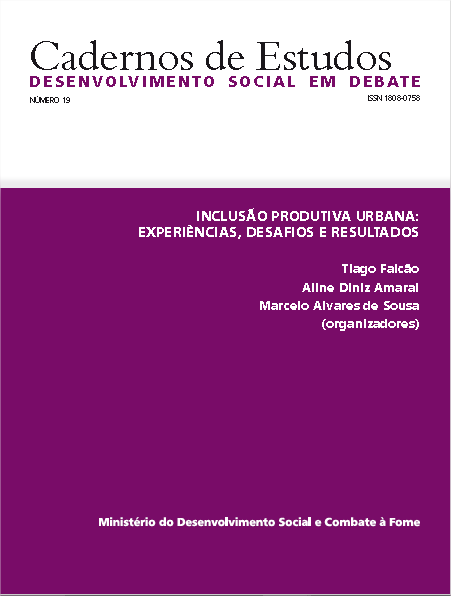 Cadernos de Estudos
DESENVOLVIMENTO SOCIAL EM DEBATE
NÚMERO 19
ISSN 1808-0758
INCLUSÃO PRODUTIVA URBANA:
EXPERIÊNCIAS, DESAFIOS E RESULTADOS
Tiago Falcão
Aline Diniz Amaral
Marcelo Alvares de Sousa
(organizadores)
Ministério do Desenvolvimento Social e Combate à Fome